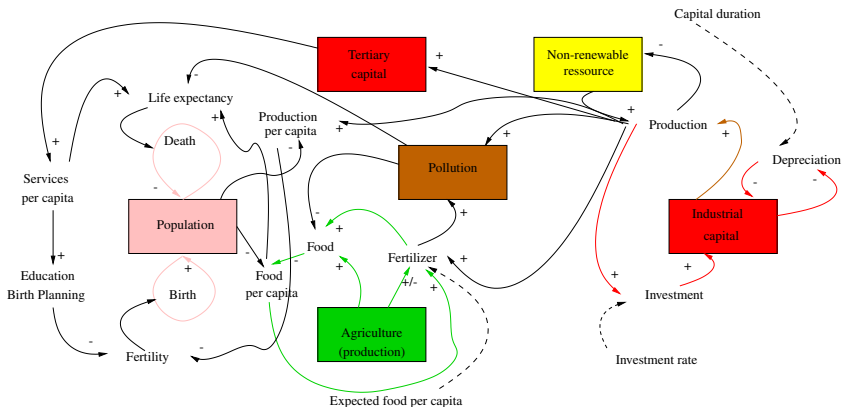 Capital duration
Tertiary
capital
+
Non-renewable
ressource
-
-
+
Life expectancy
+
Production
per capita
+
+
+
Production
+
Death
-
+
-
Services
per capita
Pollution
Depreciation
-
-
-
Population
-
+
Industrial
capital
+
-
Food
+
-
Fertilizer
+
+
Education
Birth Planning
+
Birth
Food
per capita
+
+/-
+
+
+
Investment
-
Fertility
-
Agriculture
(production)
Investment rate
Expected food per capita